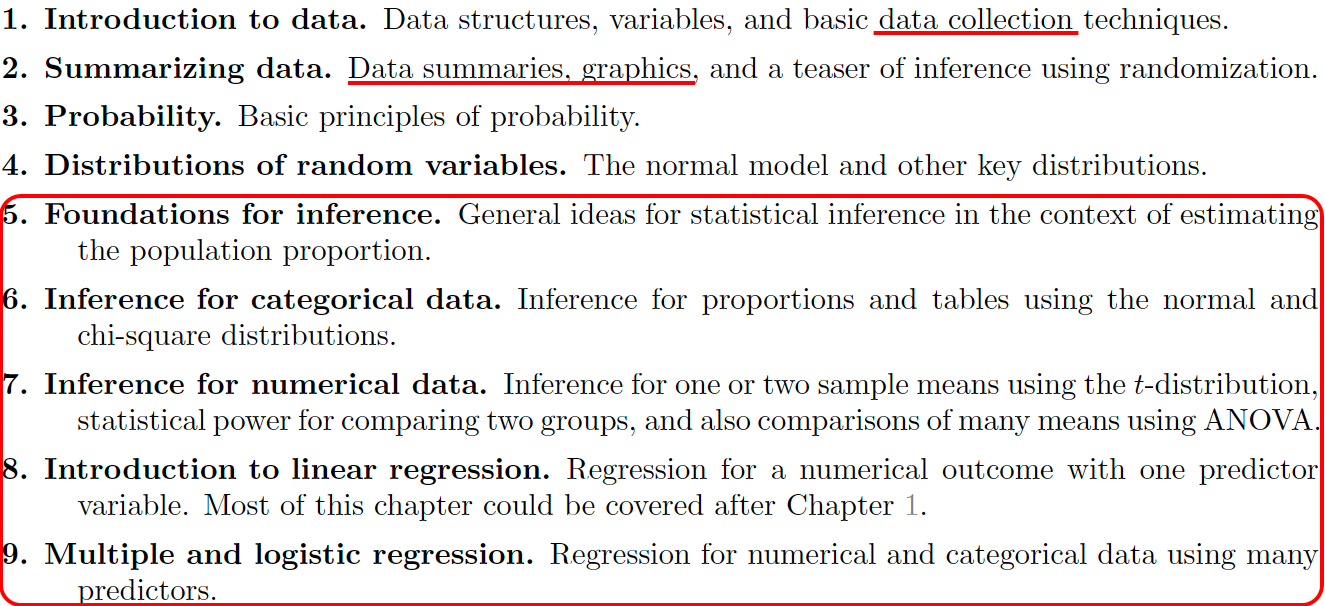 1. Introduction to data. Data structures, variables, and basic data collection techniques.
2. Summarizing data. Data summaries, graphics, and a teaser of inference using randomization.
3. Probability. Basic principles of probability.
4. Distributions of random variables. The normal model and other key distributions.
5. Foundations for inference. General ideas for statistical inference in the context of estimating
the population proportion.
6. Inference for categorical data. Inference for proportions and tables using the normal and
chi-square distributions.
7. Inference for numerical data. Inference for one or two sample means using the t-distribution,
statistical power for comparing two groups, and also comparisons of many means using ANOVA.
8. Introduction to linear regression. Regression for a numerical outcome with one predictor
variable. Most of this chapter could be covered after Chapter 1.
9. Multiple and logistic regression. Regression for numerical and categorical data using many
predictors.